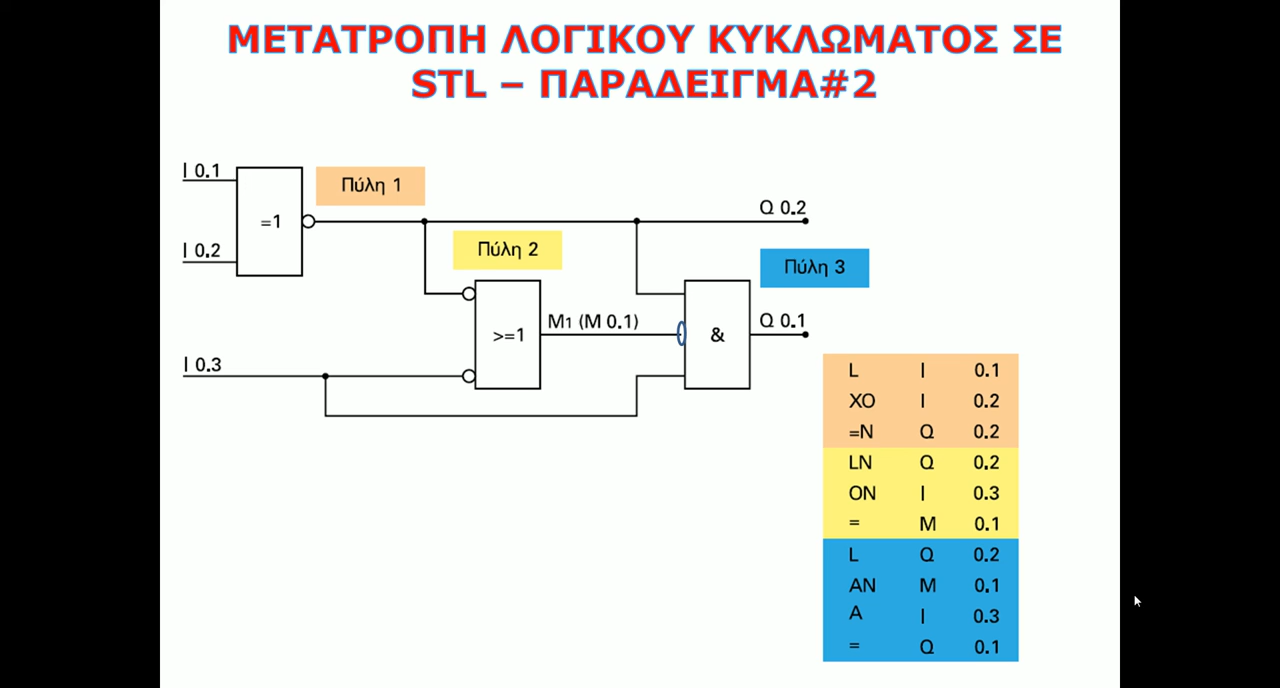 ΜΕΤΑΤΡΟΠΗ ΛΟΓΙΚΟΥ ΚΥΚΛΩΜΑΤΟΣ ΣΕ
STL – ΠΑΡΑΔΕΙΓΜΑ#2
I 0.1
Πύλη 1
=1
I 0.2
Q 0.2
Πύλη 2
Πύλη 3
>=1
M1 (M 0.1)
&
Q 0.1
I 0.3
L I 0.1
XO I 0.2
=N Q 0.2
LN Q 0.2
ON I 0.3
= M 0.1
L Q 0.2
AN M 0.1
A I 0.3
= Q 0.1